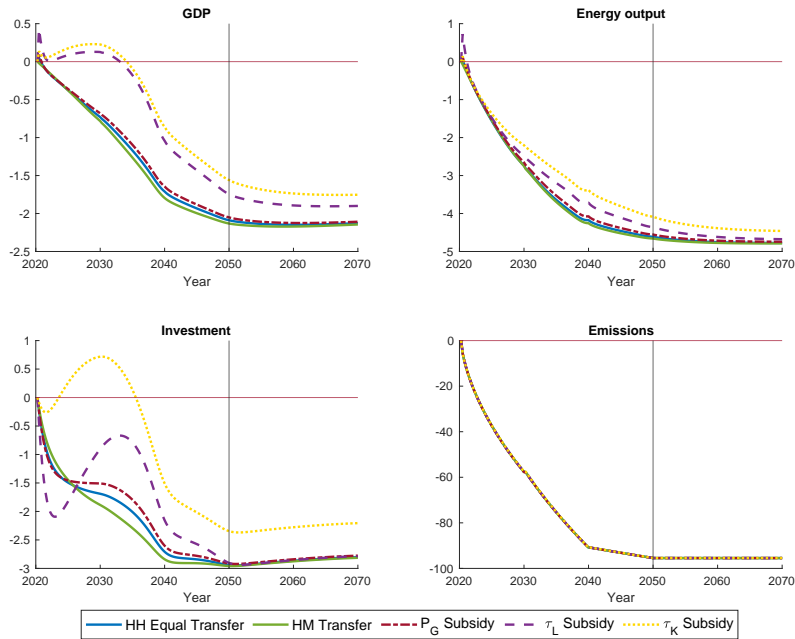 GDP
0.5
0
-0.5
-1
-1.5
-2
-2.5
2020 2030 2040 2050 2060 2070
Year
Energy output
1
0
-1
-2
-3
-4
-5
2020 2030 2040 2050 2060 2070
Year
Investment
1
0.5
0
-0.5
-1
-1.5
-2
-2.5
-3
2020 2030 2040 2050 2060 2070
Year
Emissions
0
-20
-40
-60
-80
-100
2020 2030 2040 2050 2060 2070
Year
HH Equal Transfer HM Transfer P_G Subsidy τ_L Subsidy τ_K Subsidy